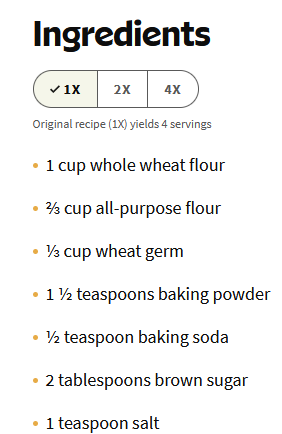 Ingredients
✓ 1X 2X 4X
Original recipe (1X) yields 4 servings
• 1 cup whole wheat flour
• ⅔ cup all-purpose flour
• ⅓ cup wheat germ
• 1 ½ teaspoons baking powder
• ½ teaspoon baking soda
• 2 tablespoons brown sugar
• 1 teaspoon salt